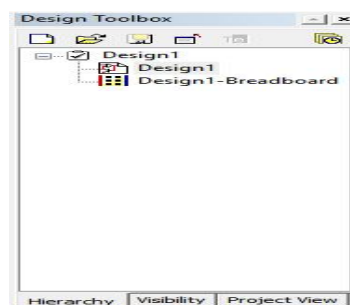 Design Toolbox
Design1
Design1
Design1-Breadboard
Hierarchy Visibility Project View